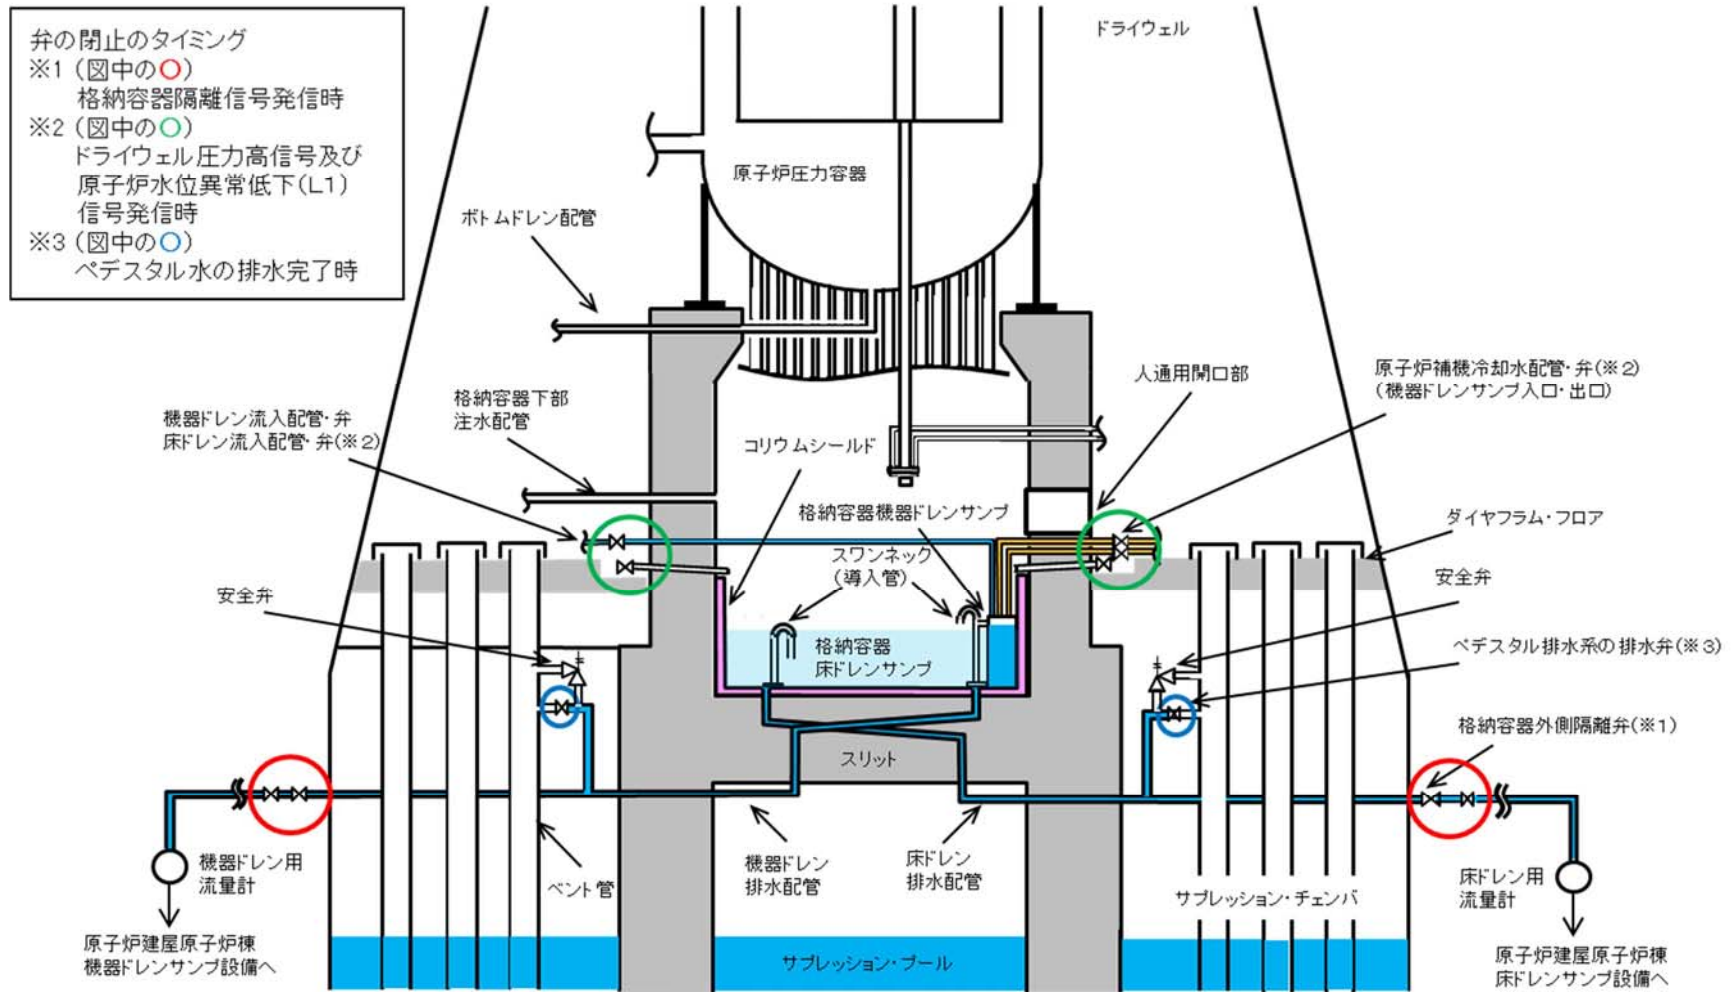 弁の閉止のタイミング
※1（図中の○）
格納容器隔離信号発信時
※2（図中の○）
ドライウェル圧力高信号及び
原子炉水位異常低下(L1)
信号発信時
※3（図中の○）
ペデスタル水の排水完了時
ドライウェル
原子炉圧力容器
ボトムドレン配管
人通用開口部
原子炉補機冷却水配管・弁(※2)
(機器ドレンサンプ入口・出口)
格納容器下部
注水配管
機器ドレン流入配管・弁
床ドレン流入配管・弁(※2)
コリウムシールド
格納容器機器ドレンサンプ
スワンネック
(導入管)
ダイヤフラム・フロア
安全弁
安全弁
格納容器
床ドレンサンプ
ペデスタル排水系の排水弁(※3)
格納容器外側隔離弁(※1)
スリット
機器ドレン用
流量計
ベント管
機器ドレン
排水配管
床ドレン
排水配管
サプレッション・チェンバ
床ドレン用
流量計
原子炉建屋原子炉棟
機器ドレンサンプ設備へ
サプレッション・プール
原子炉建屋原子炉棟
床ドレンサンプ設備へ